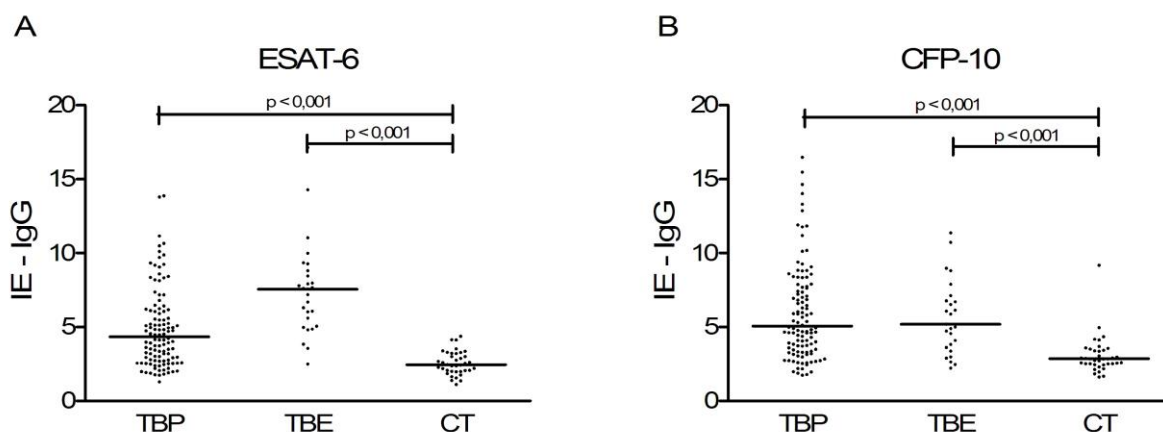 A
ESAT-6
p < 0,001
p < 0,001
20
15
10
5
0
IE - IgG
TBP TBE CT
B
CFP-10
p < 0,001
p < 0,001
20
15
10
5
0
IE - IgG
TBP TBE CT